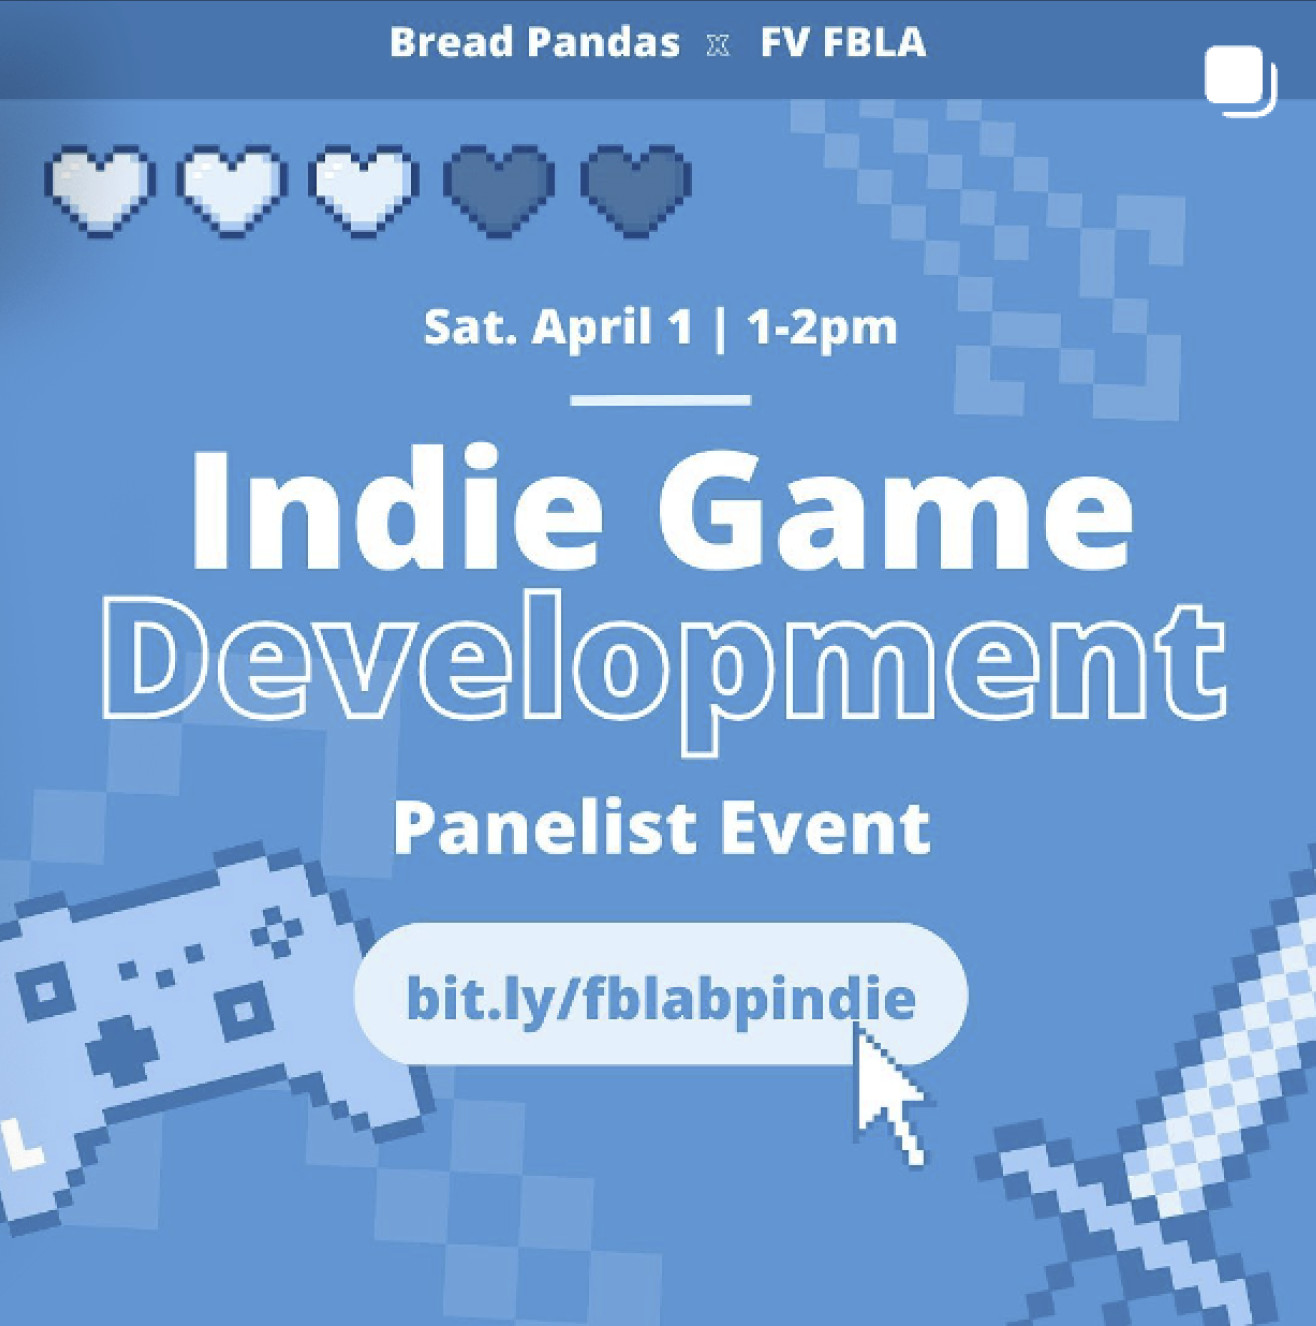 Bread Pandas x FV FBLA
Sat. April 1 | 1-2pm
Indie Game
Development
Panelist Event
bit.ly/fblabpindie